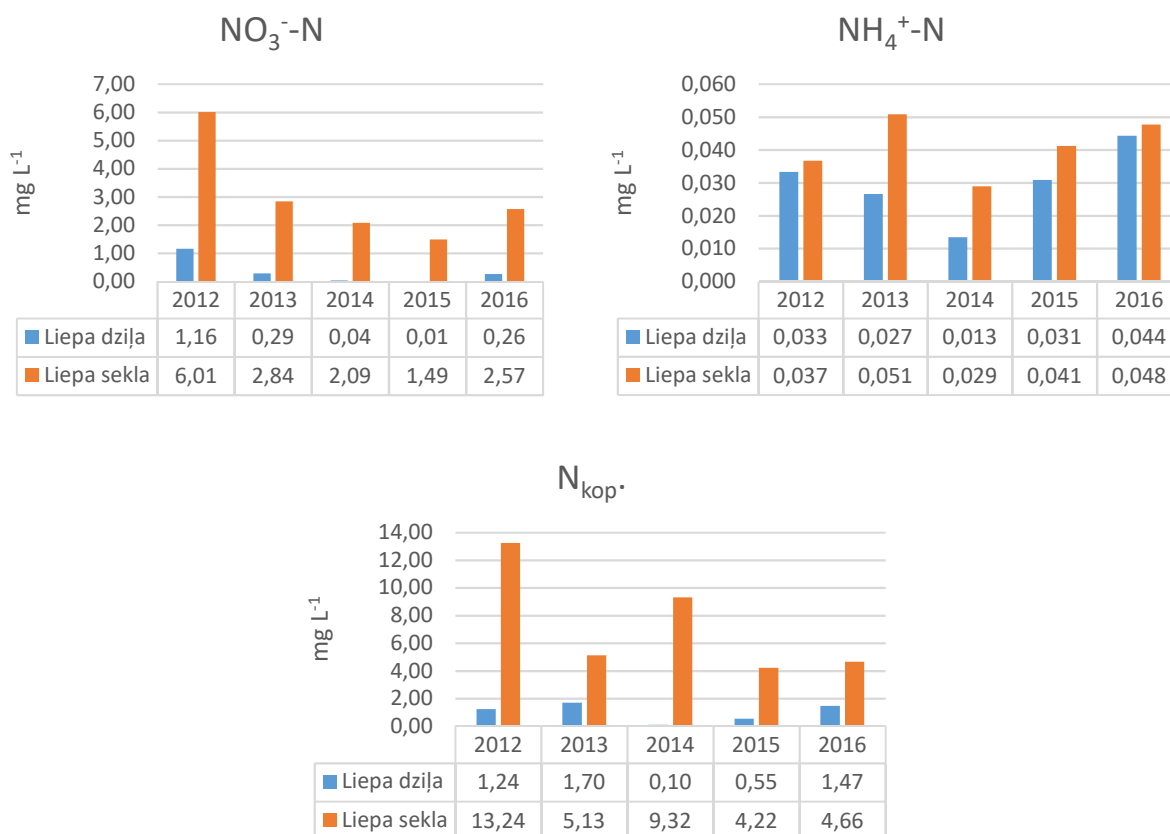 NO₃⁻-N
mg L⁻¹
7,00
6,00
5,00
4,00
3,00
2,00
1,00
0,00
2012 2013 2014 2015 2016
Liepa dziļa 1,16 0,29 0,04 0,01 0,26
Liepa sekla 6,01 2,84 2,09 1,49 2,57
NH₄⁺-N
mg L⁻¹
0,060
0,050
0,040
0,030
0,020
0,010
0,000
2012 2013 2014 2015 2016
Liepa dziļa 0,033 0,027 0,013 0,031 0,044
Liepa sekla 0,037 0,051 0,029 0,041 0,048
Nₖₒₚ.
mg L⁻¹
14,00
12,00
10,00
8,00
6,00
4,00
2,00
0,00
2012 2013 2014 2015 2016
Liepa dziļa 1,24 1,70 0,10 0,55 1,47
Liepa sekla 13,24 5,13 9,32 4,22 4,66